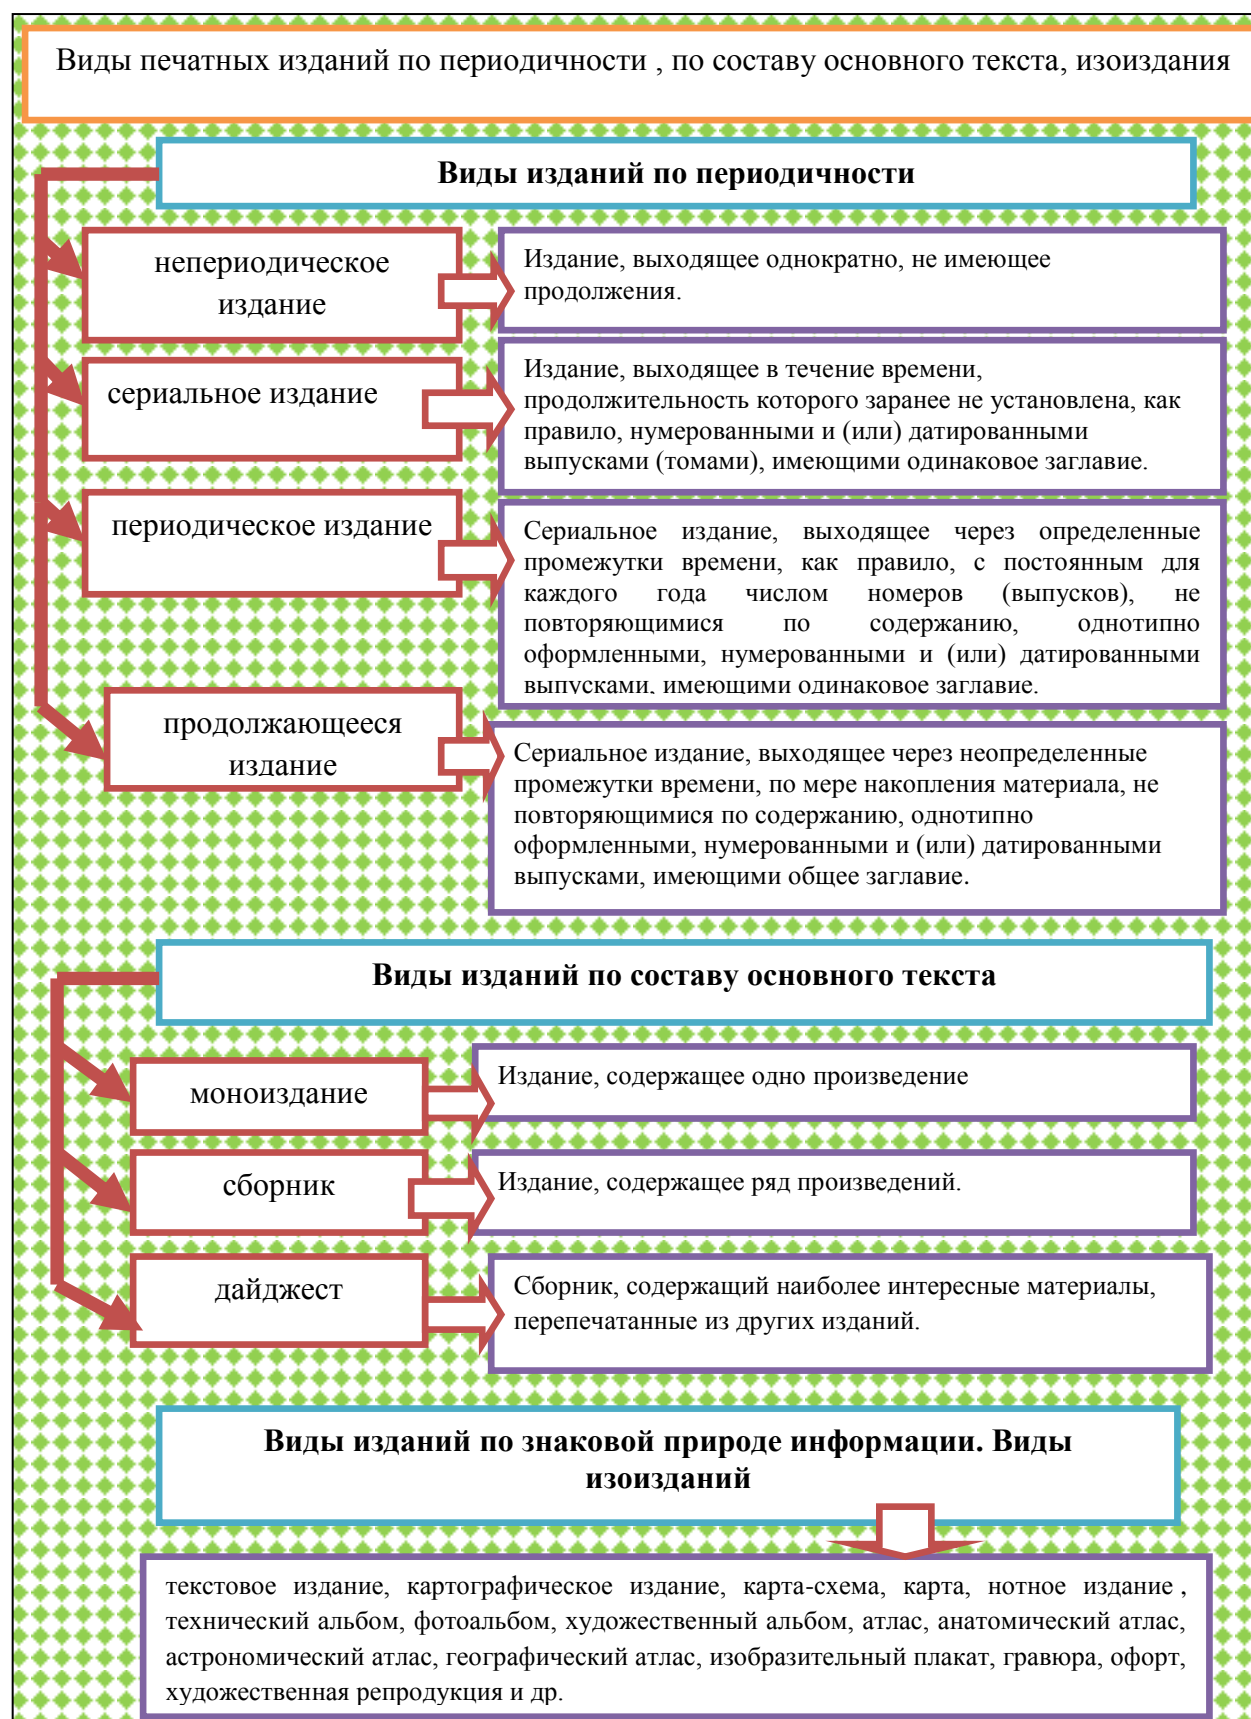 Виды печатных изданий по периодичности , по составу основного текста, изоиздания
Виды изданий по периодичности
непериодическое
издание
Издание, выходящее однократно, не имеющее
продолжения.
сериальное издание
Издание, выходящее в течение времени,
продолжительность которого заранее не установлена, как
правило, нумерованными и (или) датированными
выпусками (томами), имеющими одинаковое заглавие.
периодическое издание
Сериальное издание, выходящее через определенные
промежутки времени, как правило, с постоянным для
каждого года числом номеров (выпусков), не
повторяющимися по содержанию, однотипно
оформленными, нумерованными и (или) датированными
выпусками, имеющими одинаковое заглавие.
продолжающееся
издание
Сериальное издание, выходящее через неопределенные
промежутки времени, по мере накопления материала, не
повторяющимися по содержанию, однотипно
оформленными, нумерованными и (или) датированными
выпусками, имеющими общее заглавие.
Виды изданий по составу основного текста
моноиздание
Издание, содержащее одно произведение
сборник
Издание, содержащее ряд произведений.
дайджест
Сборник, содержащий наиболее интересные материалы,
перепечатанные из других изданий.
Виды изданий по знаковой природе информации. Виды
изоизданий
текстовое издание, картографическое издание, карта-схема, карта, нотное издание ,
технический альбом, фотоальбом, художественный альбом, атлас, анатомический атлас,
астрономический атлас, географический атлас, изобразительный плакат, гравюра, офорт,
художественная репродукция и др.